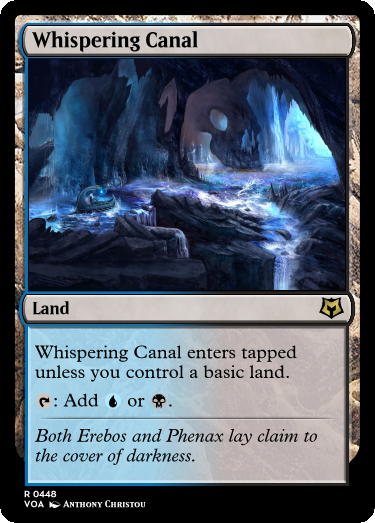 Whispering Canal
Land
Whispering Canal enters tapped
unless you control a basic land.
: Add or .
Both Erebos and Phenax lay claim to
the cover of darkness.
R 0448
VOA Anthony Christou